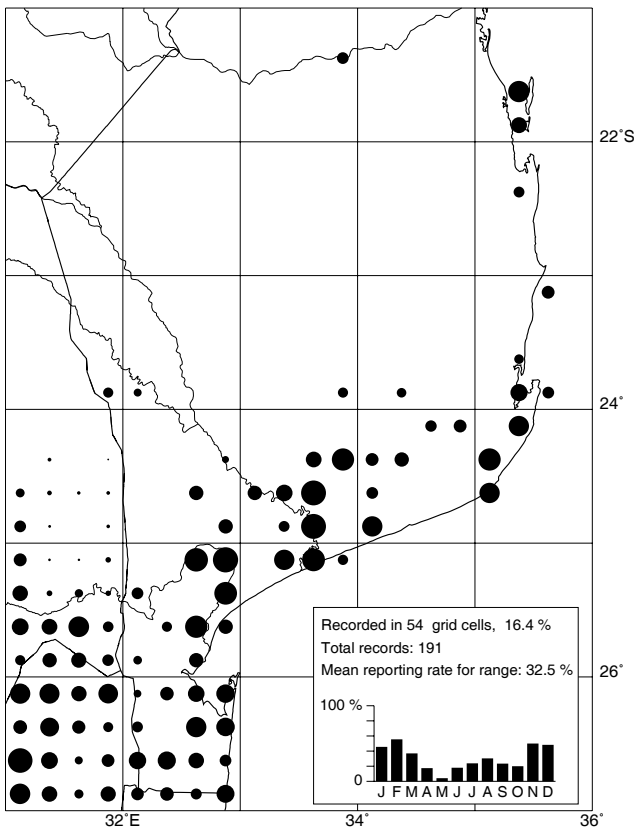 22˚S
24˚
Recorded in 54 grid cells, 16.4 %
Total records: 191
Mean reporting rate for range: 32.5 %
26˚
100 %
0
J F M A M J J A S O N D
32˚E
34˚
36˚